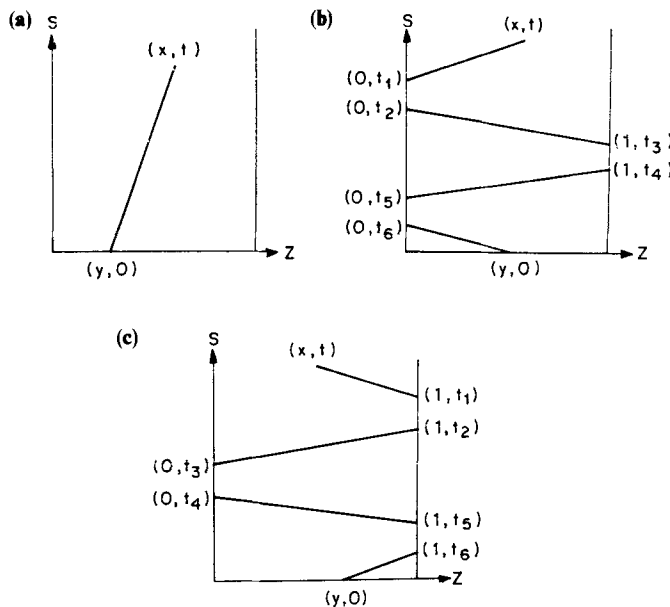 (a)
S
(x,t)
Z
(y,0)
(b)
S
(x,t)
(0,t₁)
(0,t₂)
(1,t₃)
(1,t₄)
(0,t₅)
(0,t₆)
Z
(y,0)
(c)
S
(x,t)
(1,t₁)
(1,t₂)
(0,t₃)
(0,t₄)
(1,t₅)
(1,t₆)
Z
(y,0)